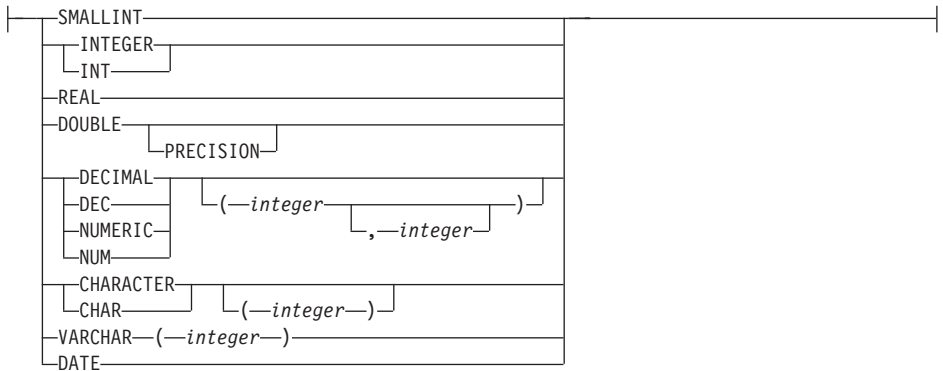 SMALLINT
INTEGER
INT
REAL
DOUBLE
PRECISION
DECIMAL
( integer )
DEC
, integer
NUMERIC
NUM
CHARACTER
CHAR ( integer )
VARCHAR ( integer )
DATE